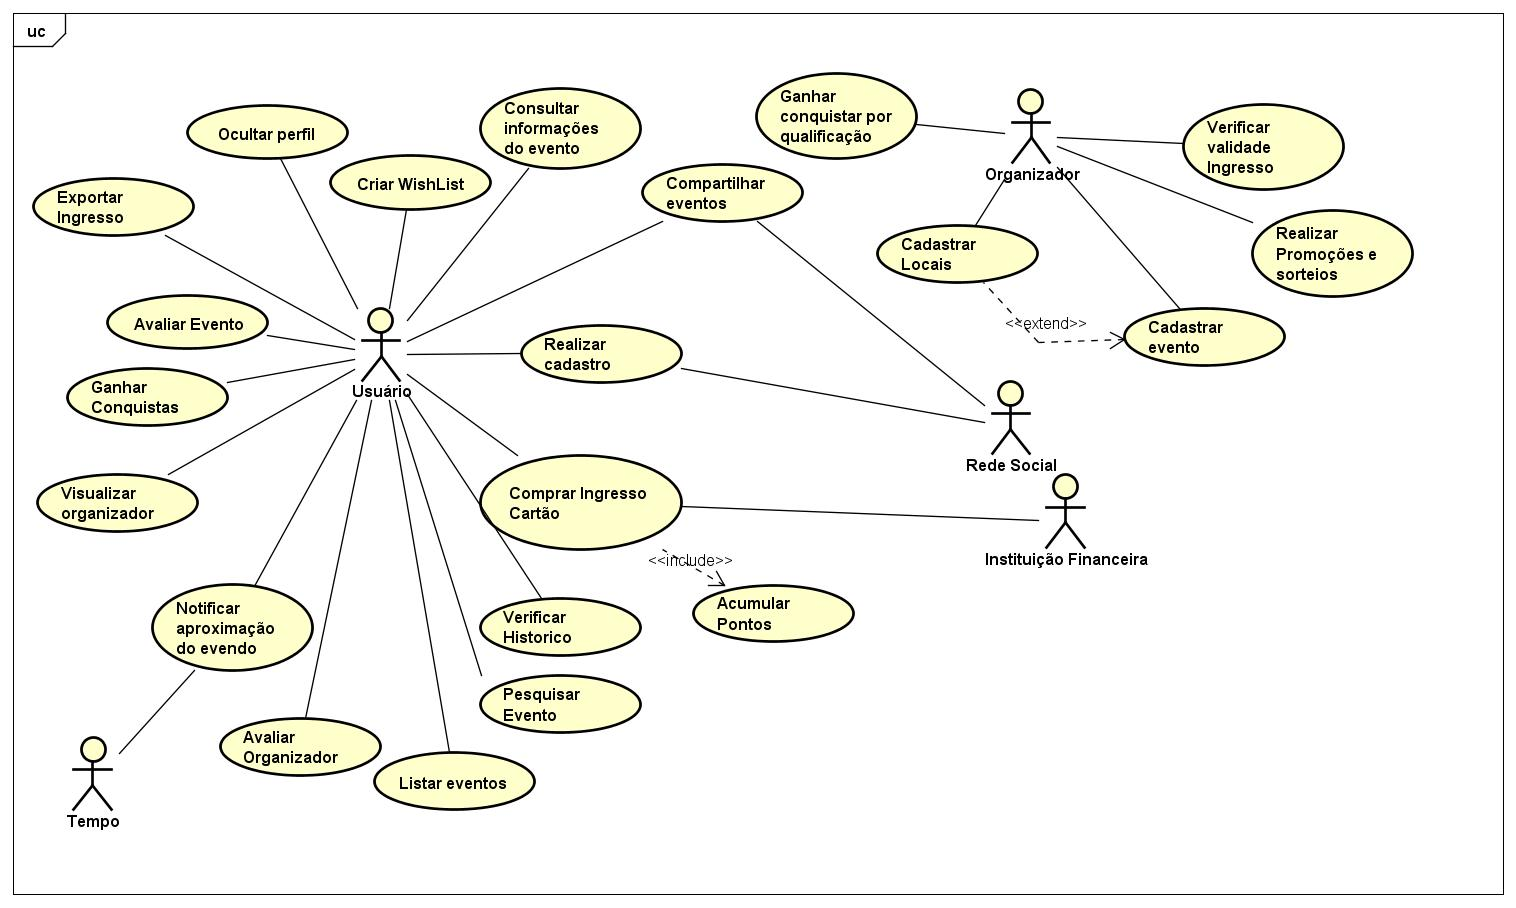 uc
Ocultar perfil
Consultar
informações
do evento
Criar WishList
Exportar
Ingresso
Compartilhar
eventos
Ganhar
conquistar por
qualificação
Organizador
Verificar
validade
Ingresso
Cadastrar
Locais
Realizar
Promoções e
sorteios
<<extend>>
Cadastrar
evento
Avaliar Evento
Usuário
Realizar
cadastro
Ganhar
Conquistas
Rede Social
Visualizar
organizador
Comprar Ingresso
Cartão
Instituição Financeira
<<include>>
Acumular
Pontos
Notificar
aproximação
do evendo
Verificar
Historico
Pesquisar
Evento
Avaliar
Organizador
Listar eventos
Tempo